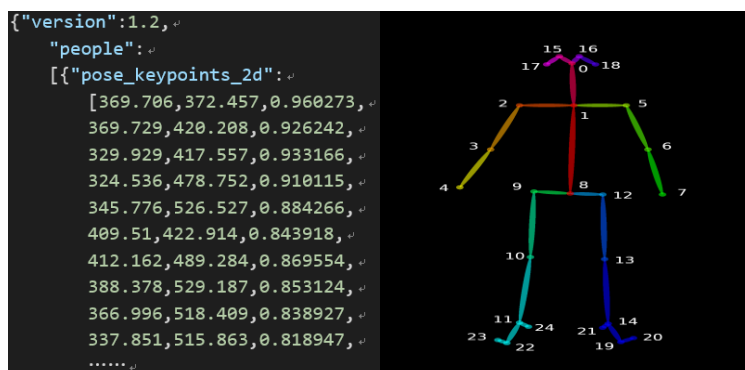 {"version":1.2,
"people":
[{"pose_keypoints_2d":
[369.706,372.457,0.960273,
369.729,420.208,0.926242,
329.929,417.557,0.933166,
324.536,478.752,0.910115,
345.776,526.527,0.884266,
409.51,422.914,0.843918,
412.162,489.284,0.869554,
388.378,529.187,0.853124,
366.996,518.409,0.838927,
337.851,515.863,0.818947,
……
15 16
17 0 18
2 1 5
3 6
4 7
9 8 12
10 13
11 24 21 14
23 22 19 20